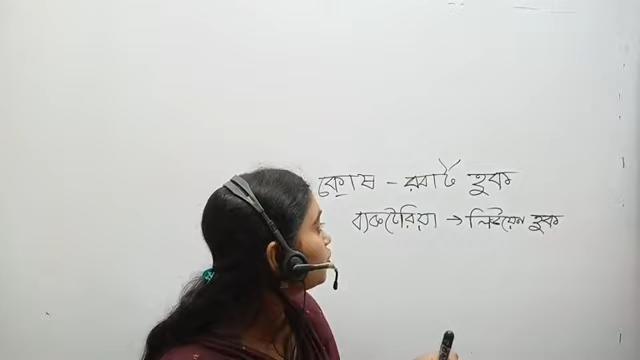 কোষ - রবার্ট হুক
ব্যাকটেরিয়া → লিউয়েন হুক